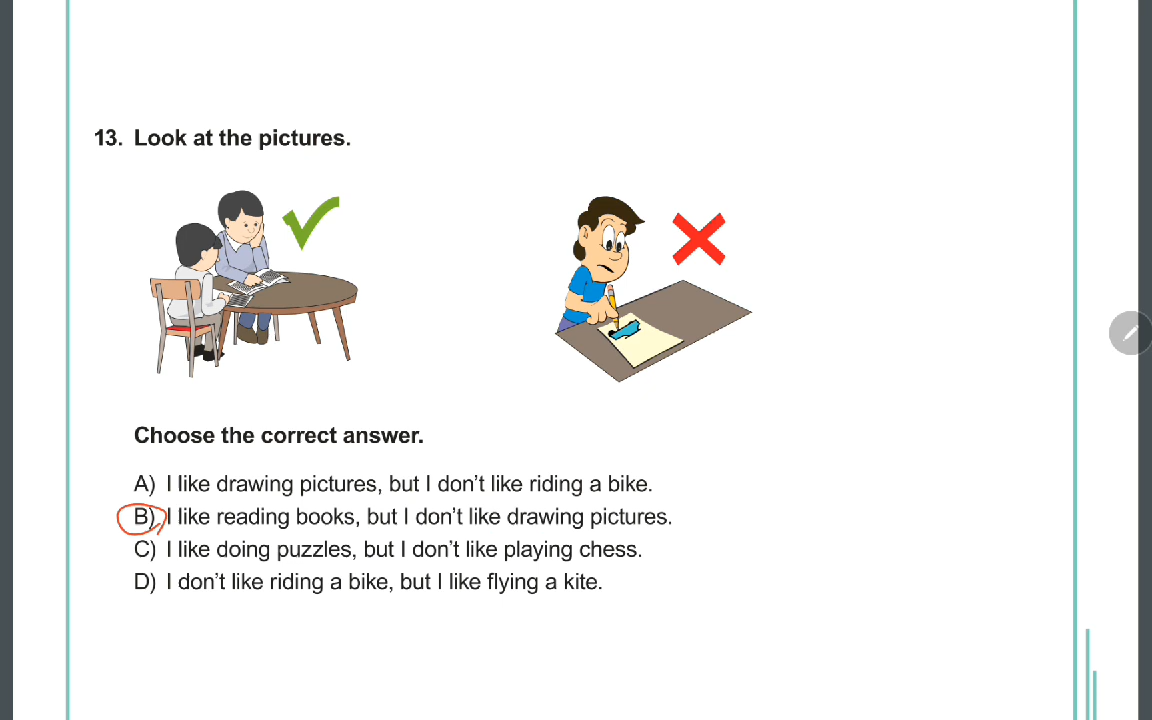 13. Look at the pictures.
Choose the correct answer.
A) I like drawing pictures, but I don't like riding a bike.
B) I like reading books, but I don't like drawing pictures.
C) I like doing puzzles, but I don't like playing chess.
D) I don't like riding a bike, but I like flying a kite.